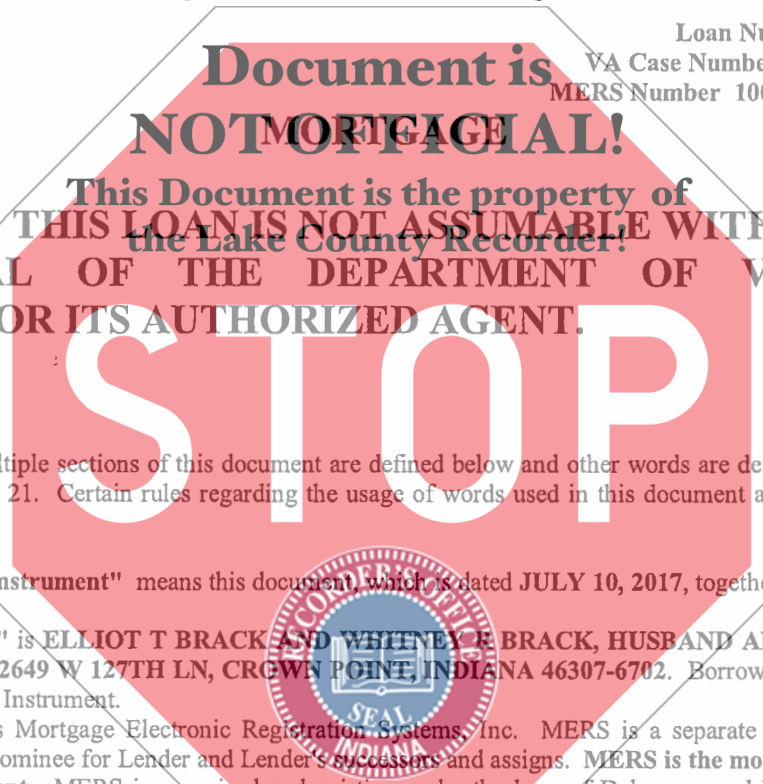 Loan Nu
Document is
VA Case Numbe
MERS Number 100
NOT OFFICIAL!
MORTGAGE
This Document is the property of
THIS LOAN IS NOT ASSUMABLE WITH
the Lake County Recorder!
AL OF THE DEPARTMENT OF V
OR ITS AUTHORIZED AGENT.
STOP
ltiple sections of this document are defined below and other words are de
21. Certain rules regarding the usage of words used in this document a
nstrument" means this document, which is dated JULY 10, 2017, togethe
RECORDER'S OFFICE
" is ELLIOT T BRACK AND WHITNEY BRACK, HUSBAND A
2649 W 127TH LN, CROWN POINT, INDIANA 46307-6702. Borrow
Instrument.
SEAL
s Mortgage Electronic Registration Systems, Inc. MERS is a separate
INDIANA
ominee for Lender and Lender's successors and assigns. MERS is the mo